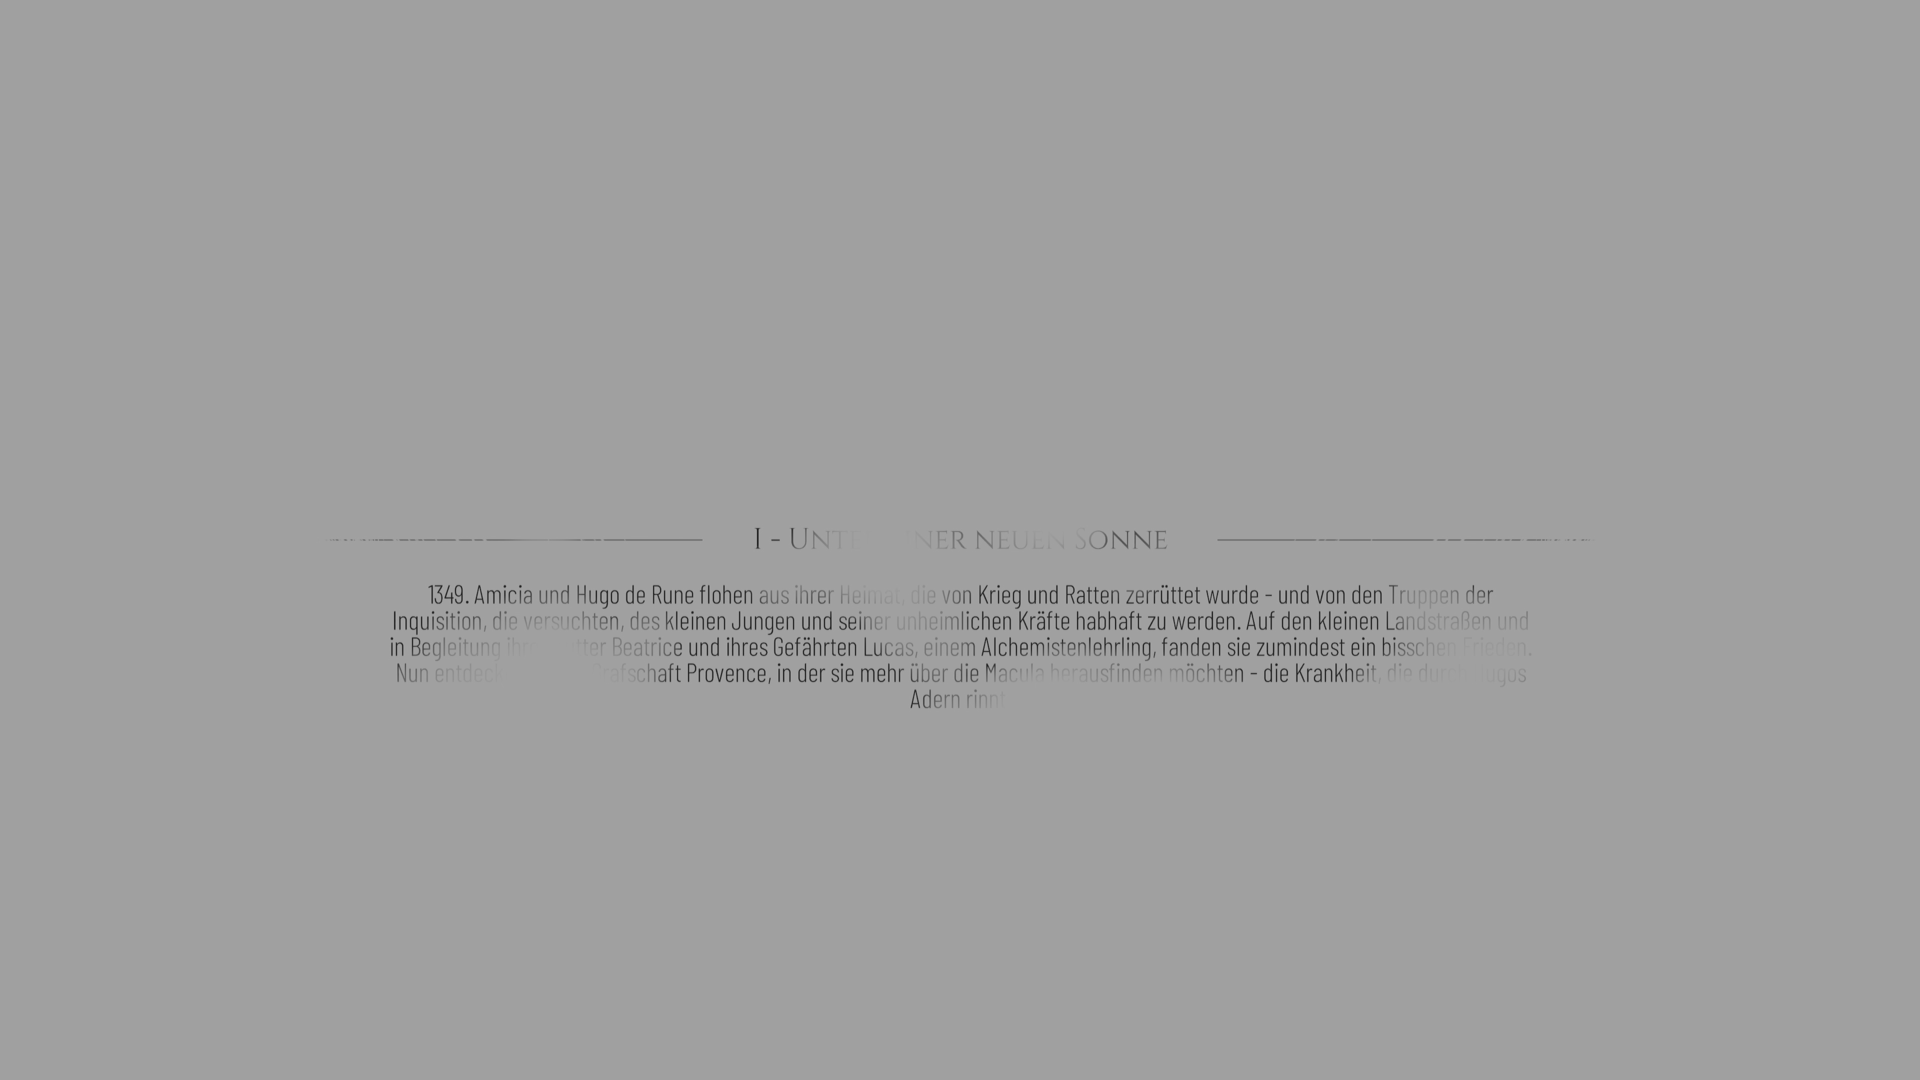 I - neuen Sonne
1349. Amicia und Hugo de Rune flohen aus ihrer Heimat, die von Krieg und Ratten zerrüttet wurde - und von den Truppen der
Inquisition, die versuchten, des kleinen Jungen und seiner unheimlichen Kräfte habhaft zu werden. Auf den kleinen Landstraßen und
in Begleitung Beatrice und ihres Gefährten Lucas, einem Alchemistenlehrling, fanden sie zumindest ein bisschen Frieden.
Nun Provence, in der sie mehr über die Macula herausfinden möchten - die Krankheit, die
Adern rinnt